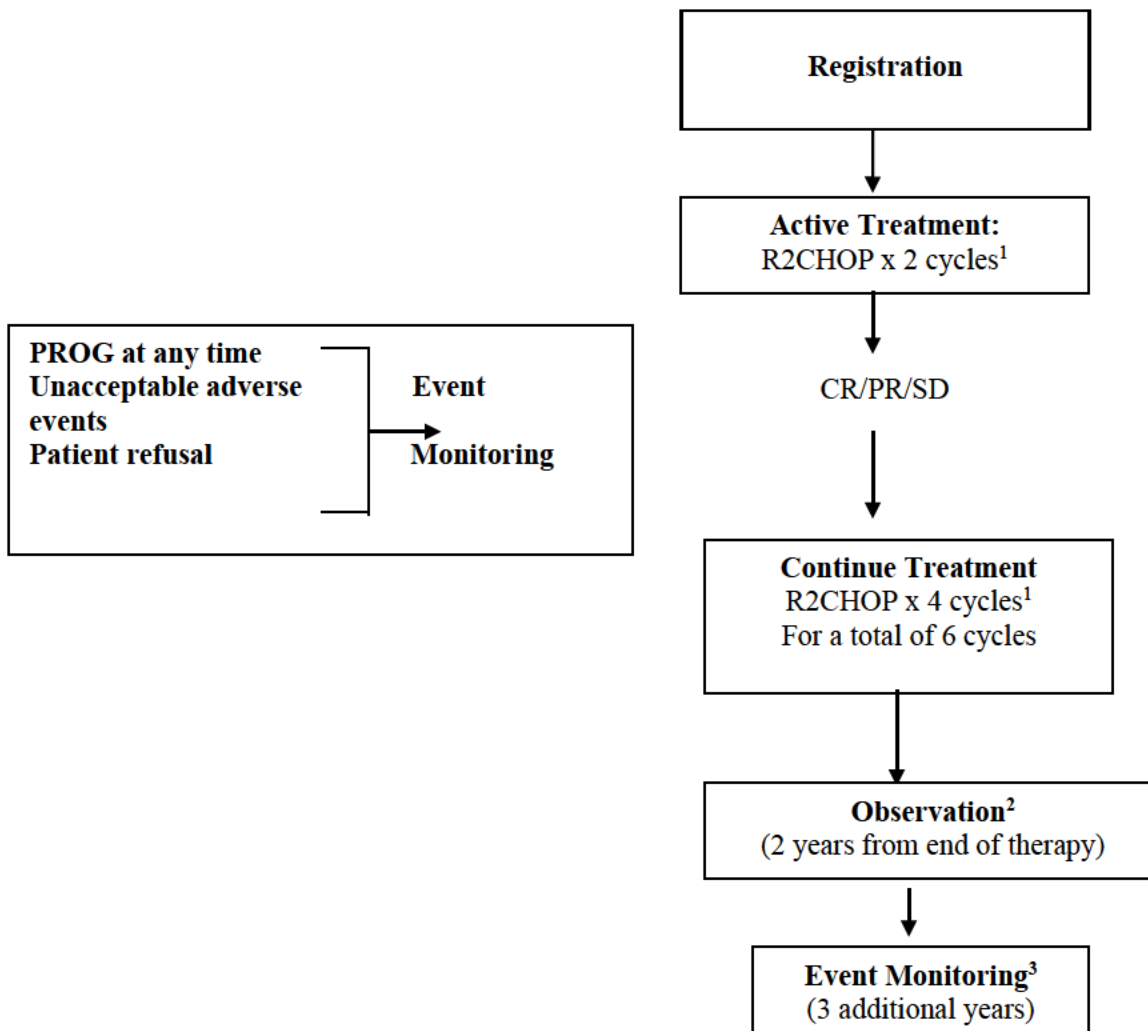 Registration
Active Treatment:
R2CHOP x 2 cycles¹
PROG at any time
Unacceptable adverse
events
Patient refusal
Event
Monitoring
CR/PR/SD
Continue Treatment
R2CHOP x 4 cycles¹
For a total of 6 cycles
Observation²
(2 years from end of therapy)
Event Monitoring³
(3 additional years)